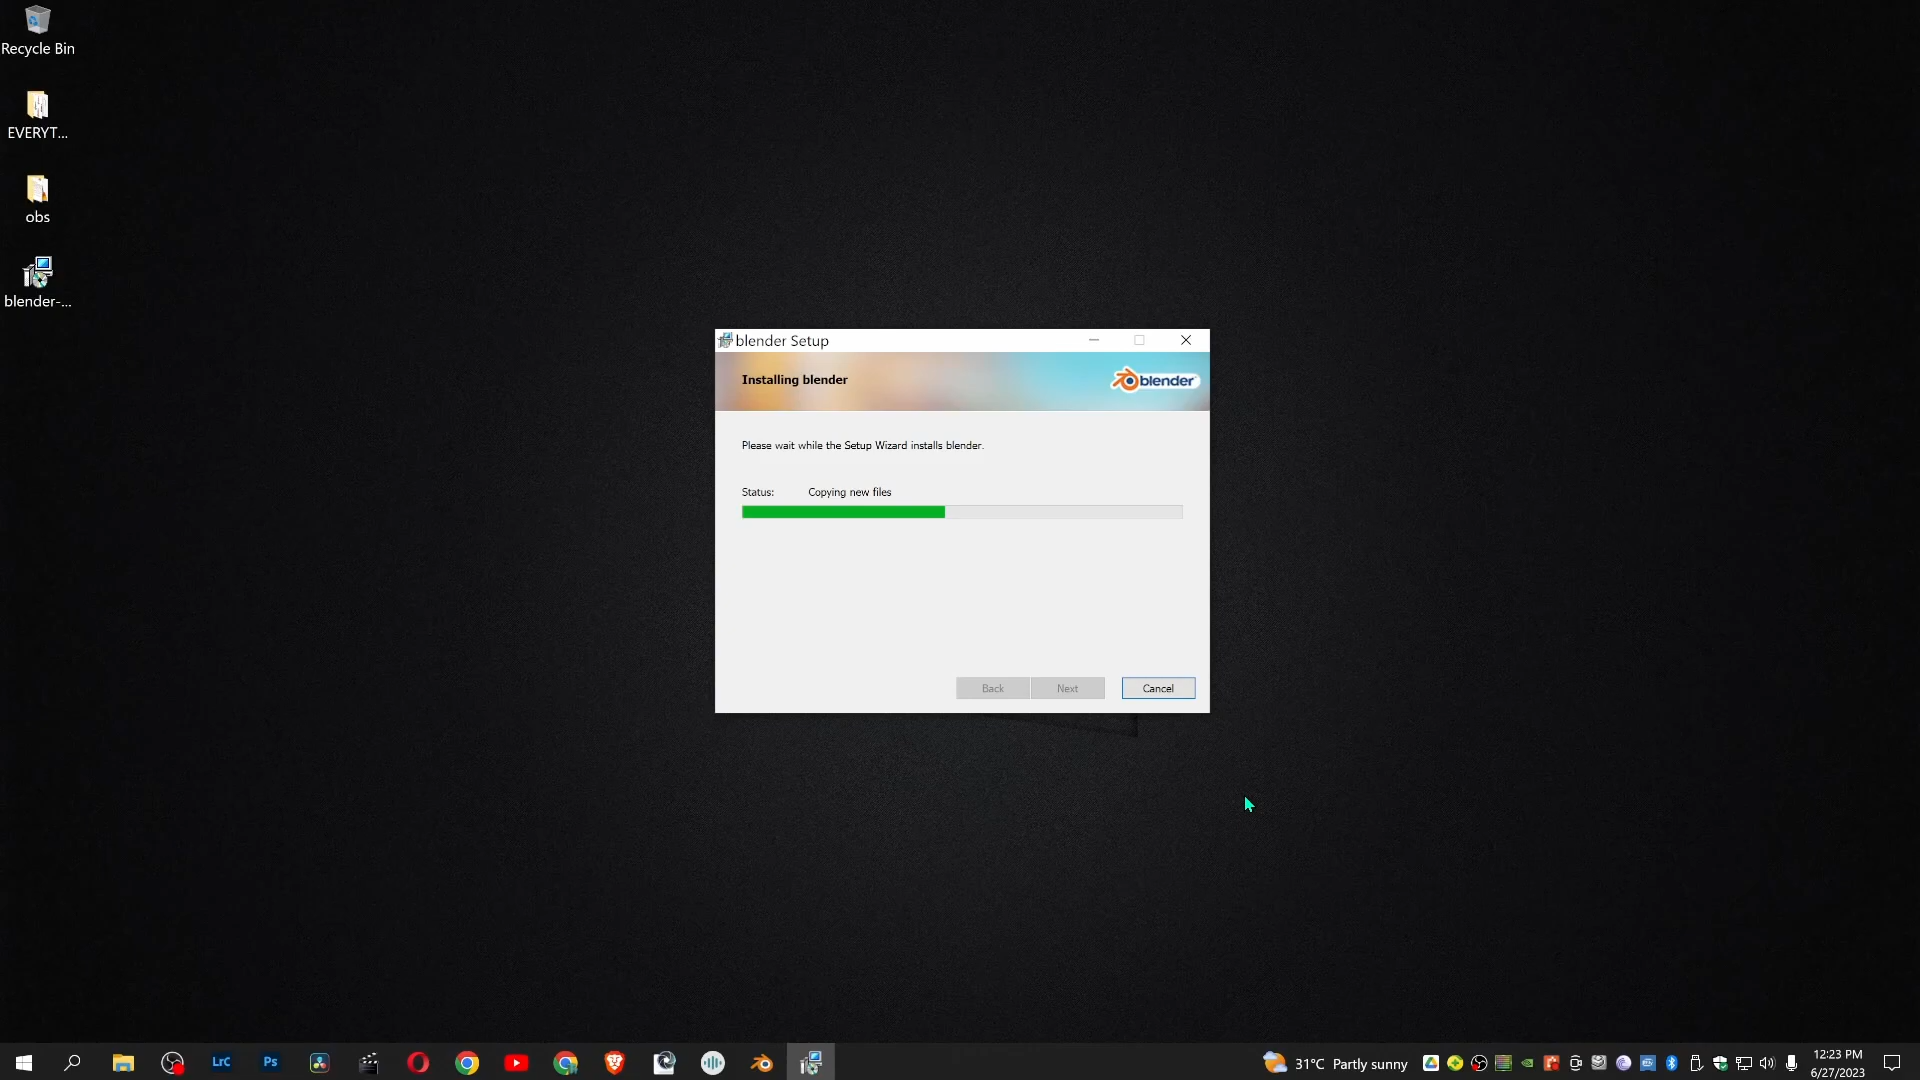 Recycle Bin
EVERYT...
obs
blender-...
blender Setup
Installing blender
blender
Please wait while the Setup Wizard installs blender.
Status: Copying new files
Back Next Cancel
LrC Ps
31°C Partly sunny
12:23 PM
6/27/2023